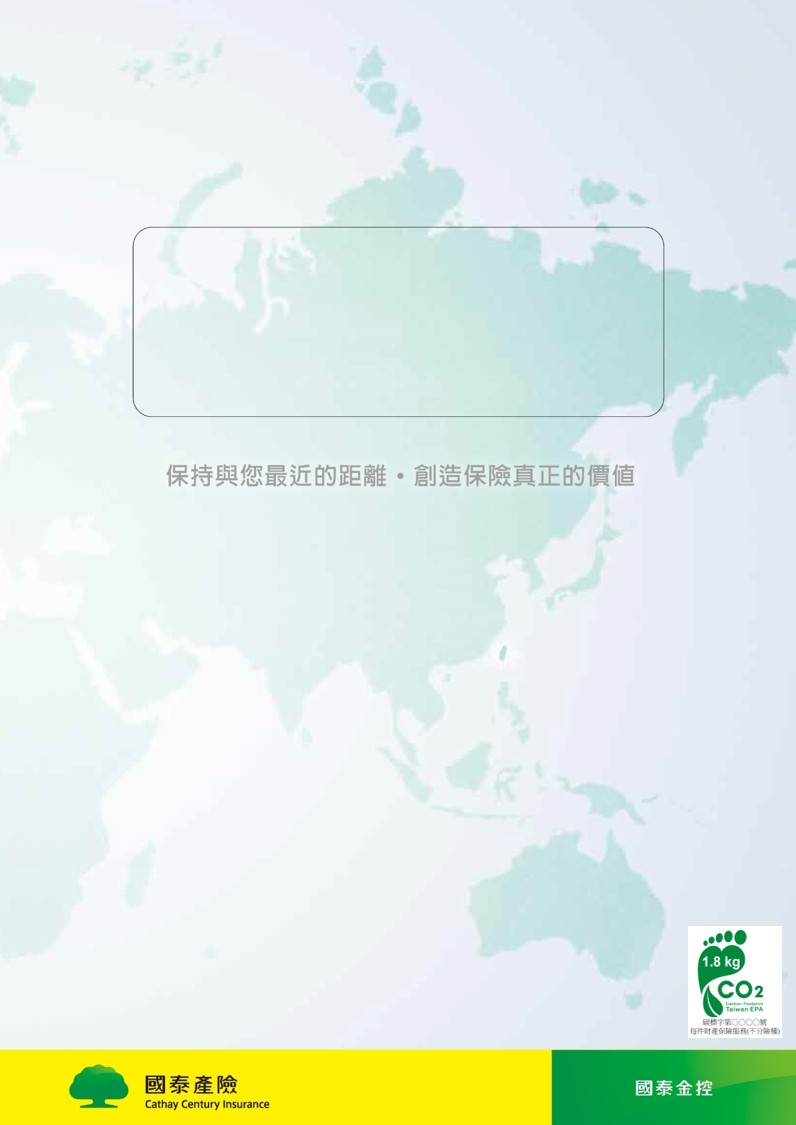 保持與您最近的距離・創造保險真正的價值
1.8 kg
CO2
Carbon Footprint
Taiwan EPA
碳標字第○○○○號
每件財產保險服務(不分險種)
國泰產險
Cathay Century Insurance
國泰金控